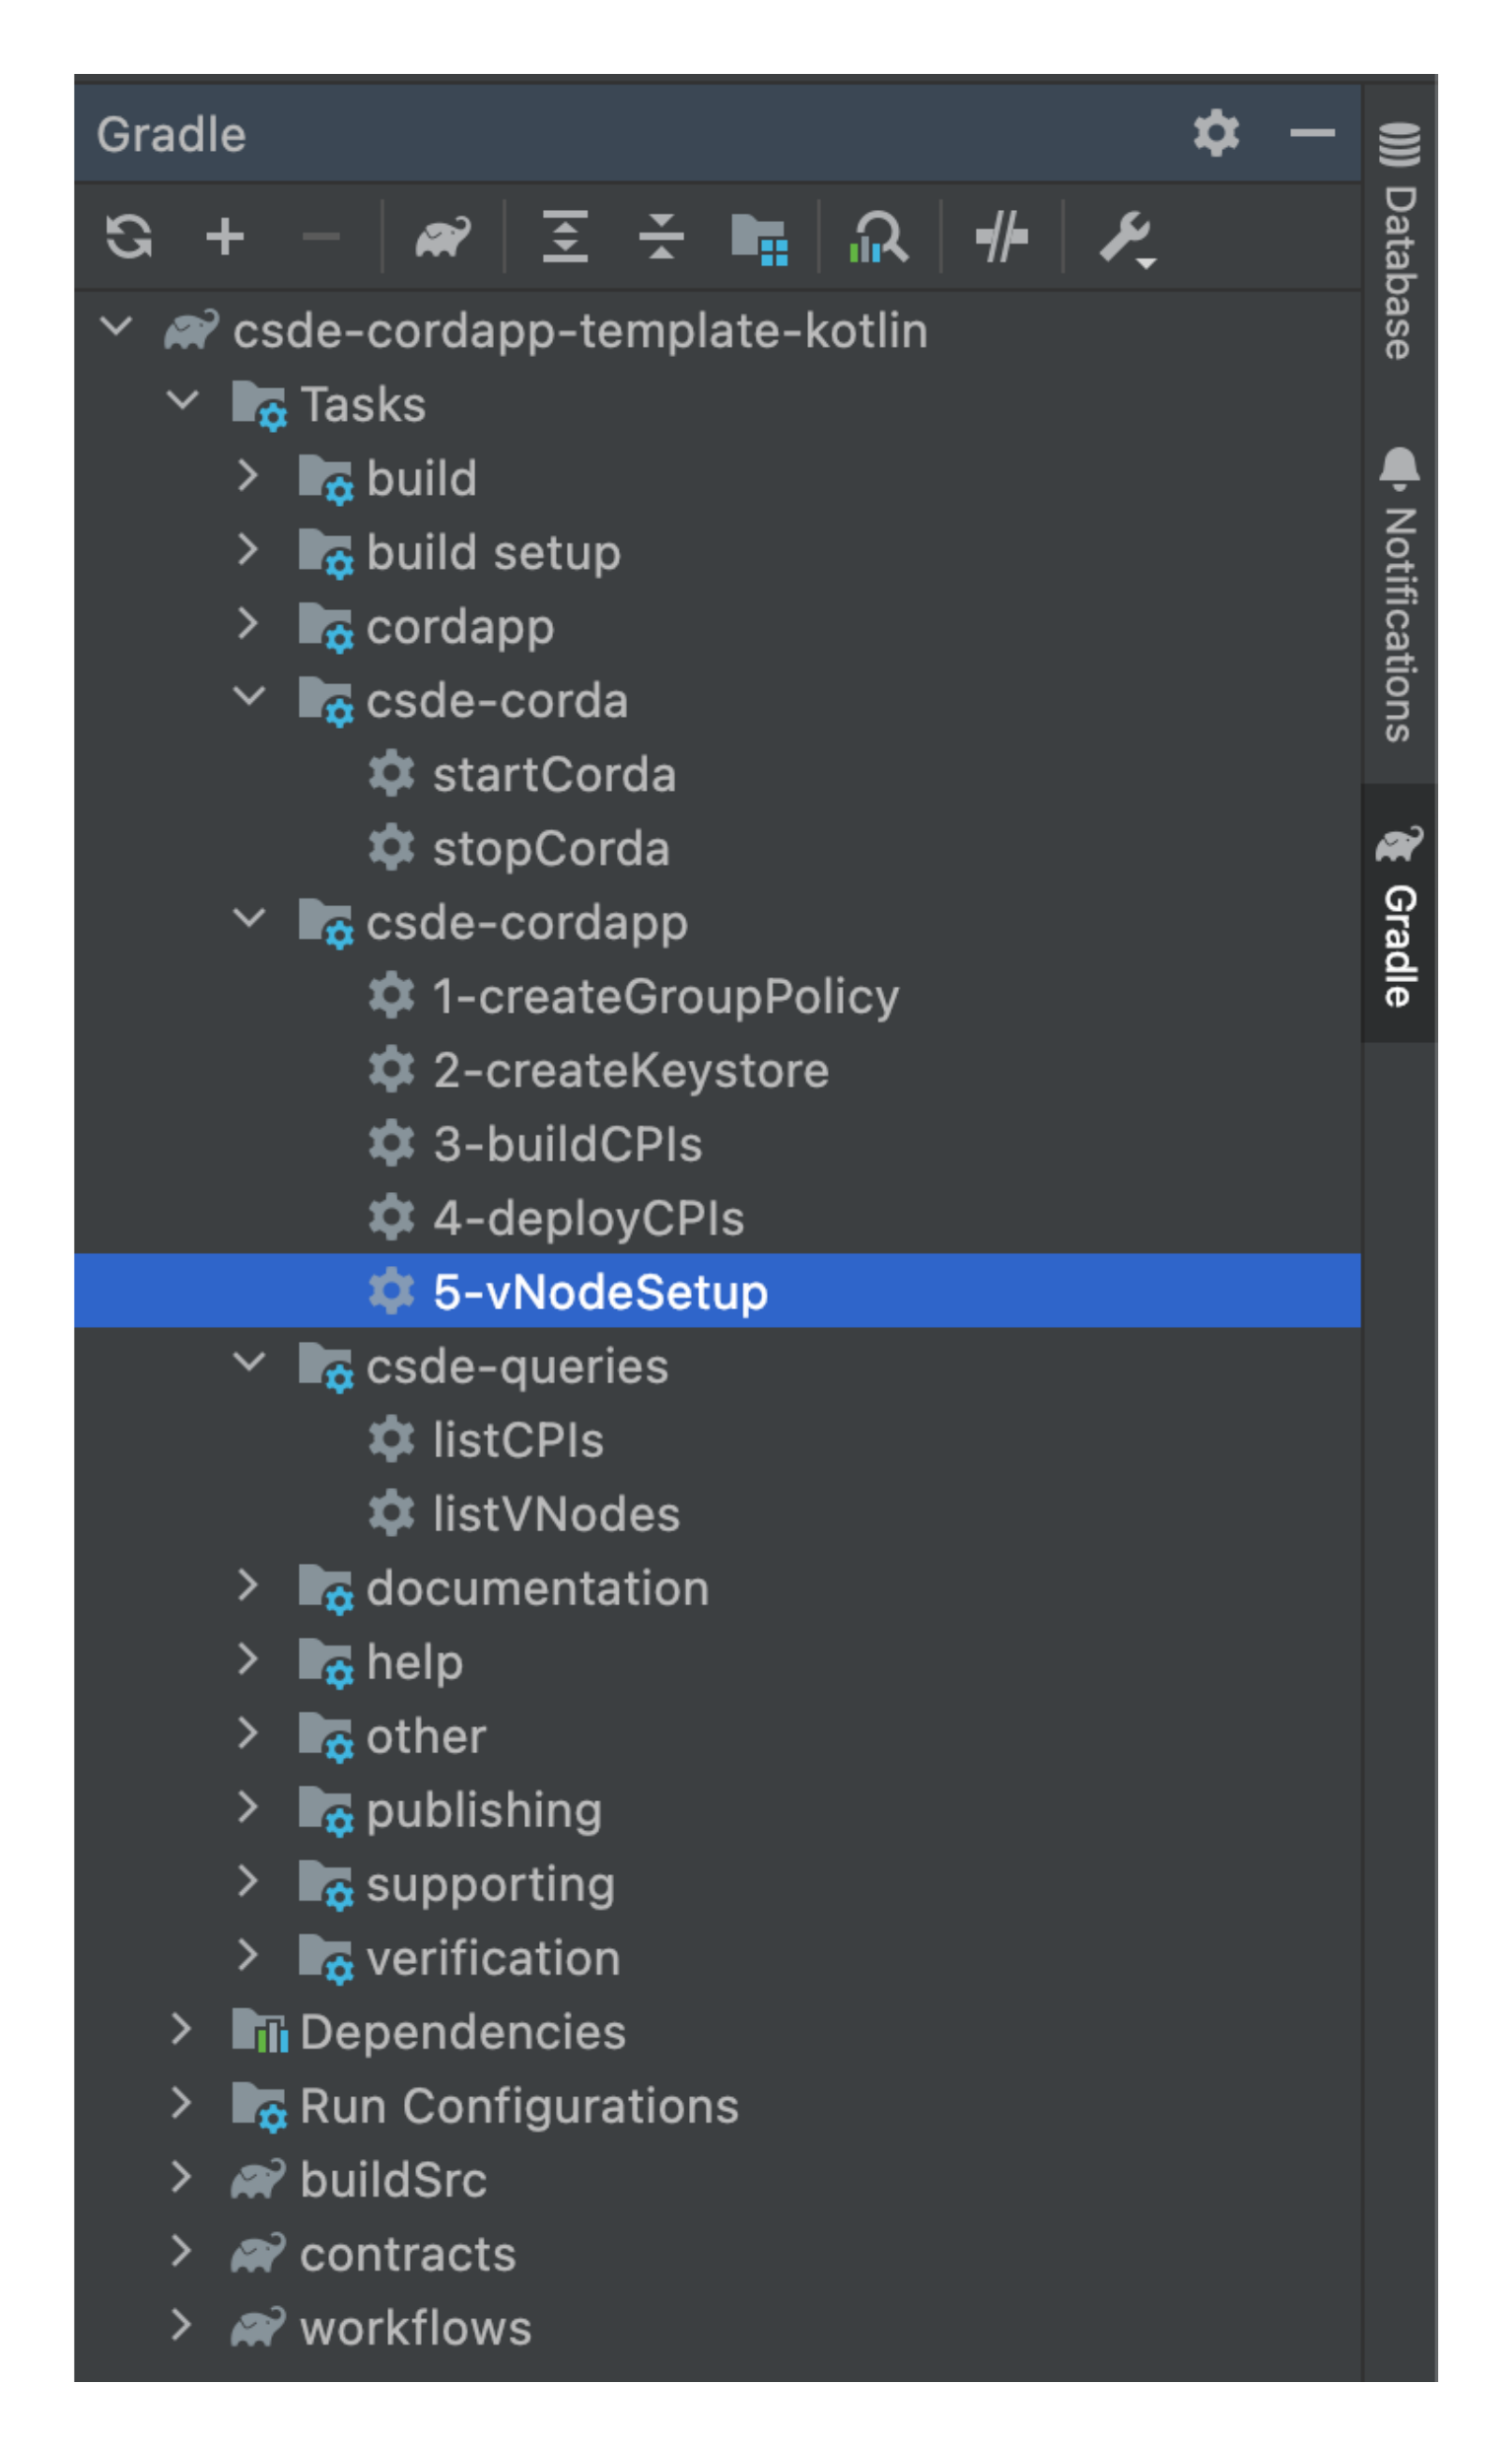 Gradle
csde-cordapp-template-kotlin
Tasks
build
build setup
cordapp
csde-corda
startCorda
stopCorda
csde-cordapp
1-createGroupPolicy
2-createKeystore
3-buildCPIs
4-deployCPIs
5-vNodeSetup
csde-queries
listCPIs
listVNodes
documentation
help
other
publishing
supporting
verification
Dependencies
Run Configurations
buildSrc
contracts
workflows
Database
Notifications
Gradle